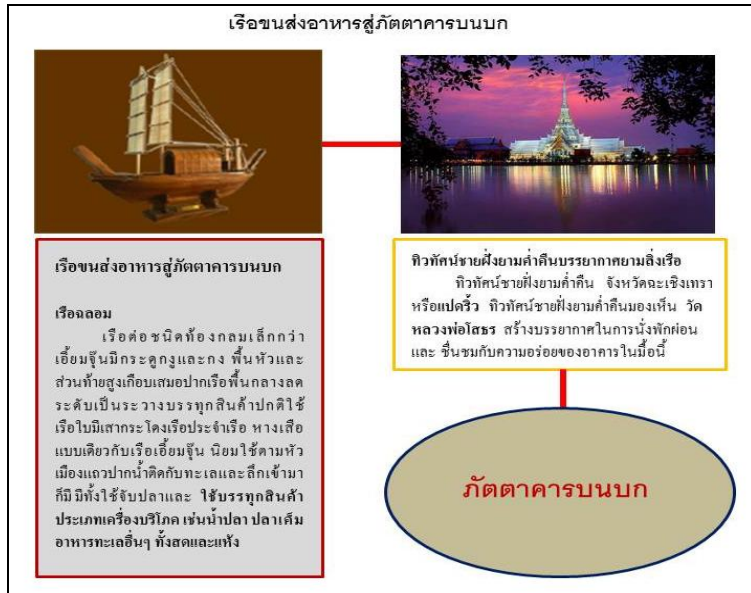 เรือขนส่งอาหารสู่ภัตตาคารบนบก
เรือขนส่งอาหารสู่ภัตตาคารบนบก
เรือฉลอม
เรือต่อชนิดท้องกลมเล็กกว่า
เอี้ยมจุ๊นมีกระดูกงูและกง พื้นหัวและ
ส่วนท้ายสูงเกือบเสมอปากเรือพื้นกลางลด
ระดับเป็นระวางบรรทุกสินค้าปกติใช้
เรือใบมีเสากระโดงเรือประจำเรือ หางเสือ
แบบเดียวกับเรือเอี้ยมจุ๊น นิยมใช้ตามหัว
เมืองแถวปากน้ำติดกับทะเลและลึกเข้ามา
ก็มี มีทั้งใช้จับปลาและ ใช้บรรทุกสินค้า
ประเภทเครื่องบริโภค เช่นน้ำปลา ปลาเค็ม
อาหารทะเลอื่นๆ ทั้งสดและแห้ง
ทิวทัศน์ชายฝั่งยามค่ำคืนบรรยากาศยามลิ่งเรือ
ทิวทัศน์ชายฝั่งยามค่ำคืน จังหวัดฉะเชิงเทรา
หรือแปดริ้ว ทิวทัศน์ชายฝั่งยามค่ำคืนมองเห็น วัด
หลวงพ่อโสธร สร้างบรรยากาศในการนั่งพักผ่อน
และ ชื่นชมกับความอร่อยของอาคารในมื้อนี้
ภัตตาคารบนบก